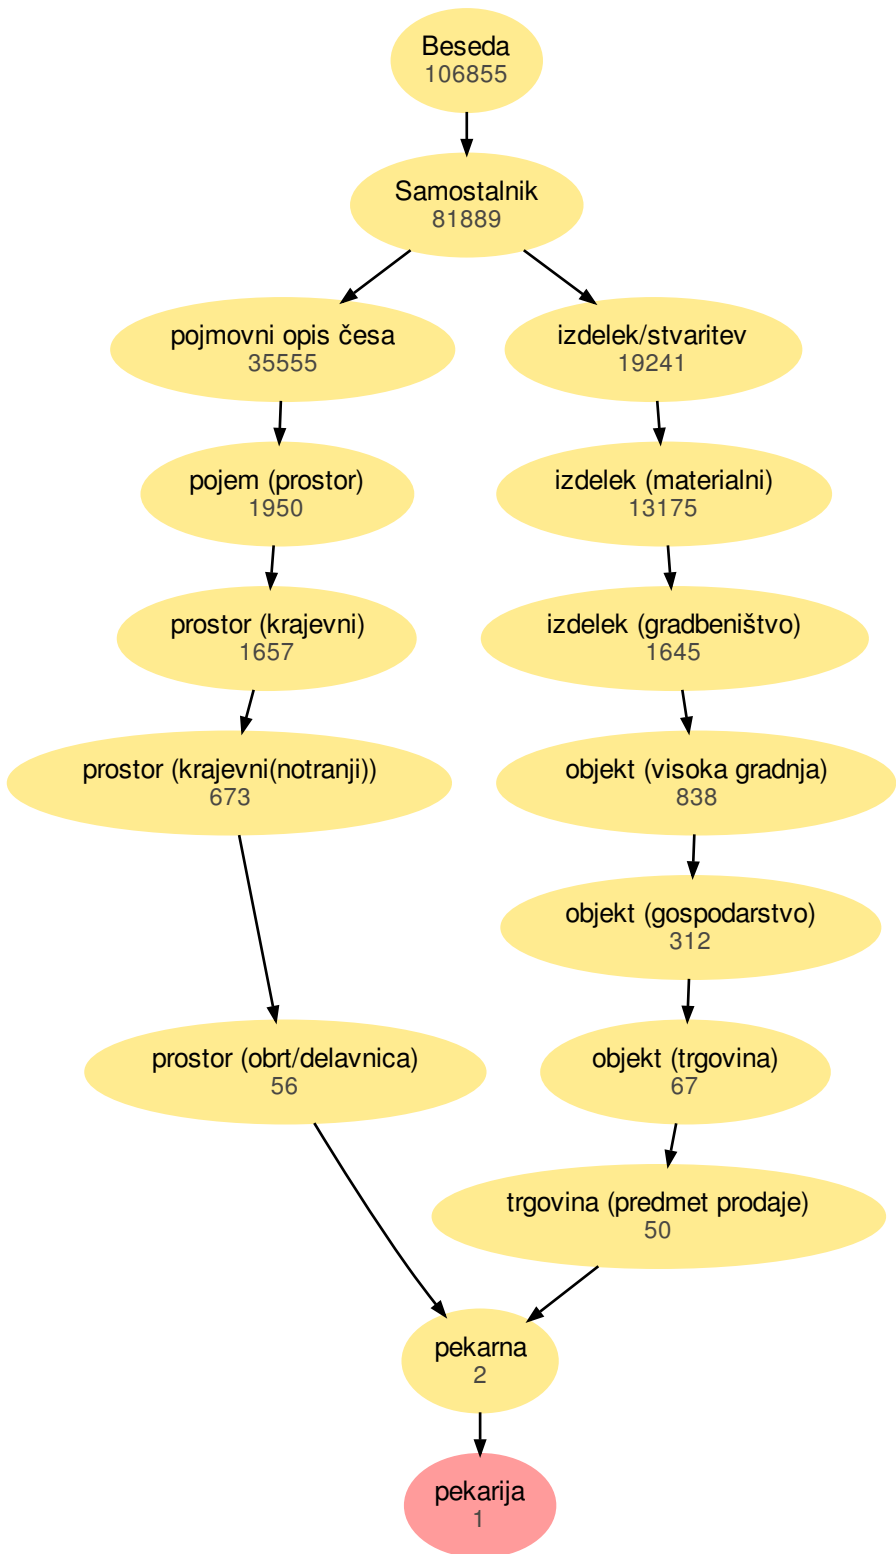 Beseda
106855
Samostalnik
81889
pojmovni opis česa
35555
izdelek/stvaritev
19241
pojem (prostor)
1950
izdelek (materialni)
13175
prostor (krajevni)
1657
izdelek (gradbeništvo)
1645
prostor (krajevni(notranji))
673
objekt (visoka gradnja)
838
objekt (gospodarstvo)
312
prostor (obrt/delavnica)
56
objekt (trgovina)
67
trgovina (predmet prodaje)
50
pekarna
2
pekarija
1